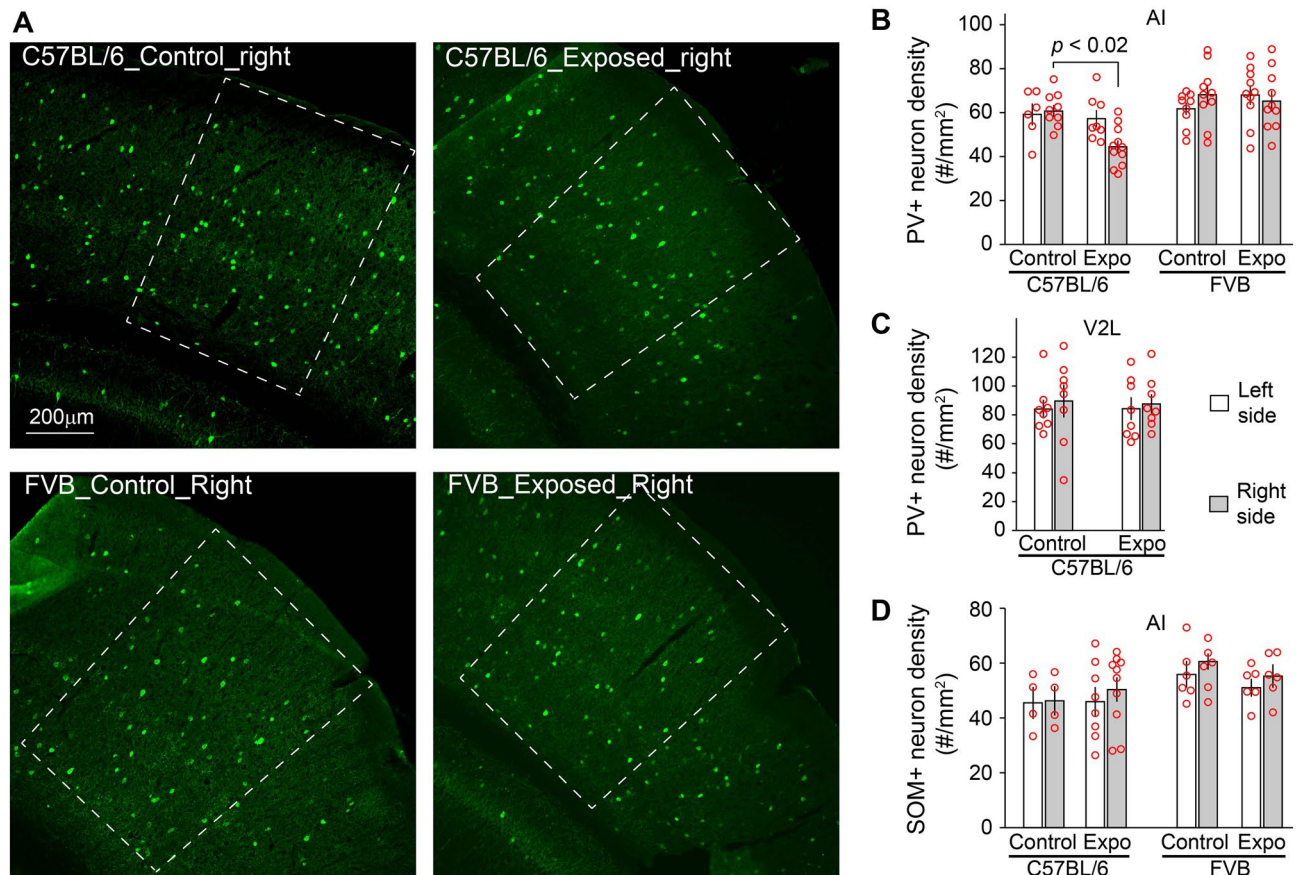 A
C57BL/6_Control_right
C57BL/6_Exposed_right
200μm
FVB_Control_Right
FVB_Exposed_Right
B
AI
PV+ neuron density
(#/mm²)
100
80
60
40
20
0
p < 0.02
Control Expo Control Expo
C57BL/6 FVB
C
V2L
PV+ neuron density
(#/mm²)
120
100
80
60
40
20
0
Control Expo
C57BL/6
Left
side
Right
side
D
AI
SOM+ neuron density
(#/mm²)
80
60
40
20
0
Control Expo Control Expo
C57BL/6 FVB